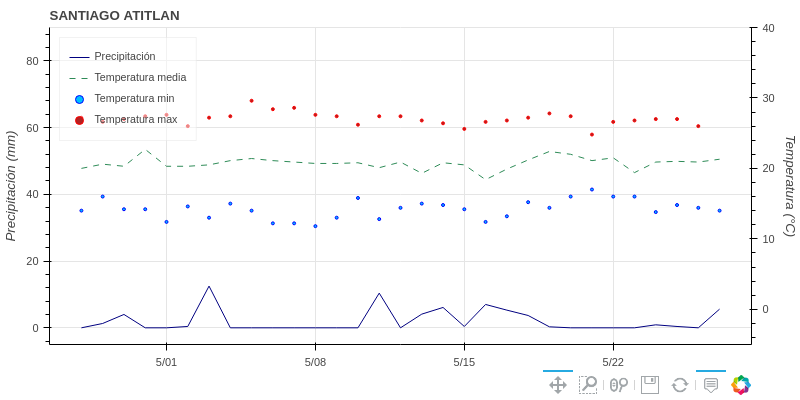 SANTIAGO ATITLAN
Precipitación
Temperatura media
Temperatura min
Temperatura max
Precipitación (mm)
80
60
40
20
0
Temperatura (°C)
40
30
20
10
0
5/01
5/08
5/15
5/22